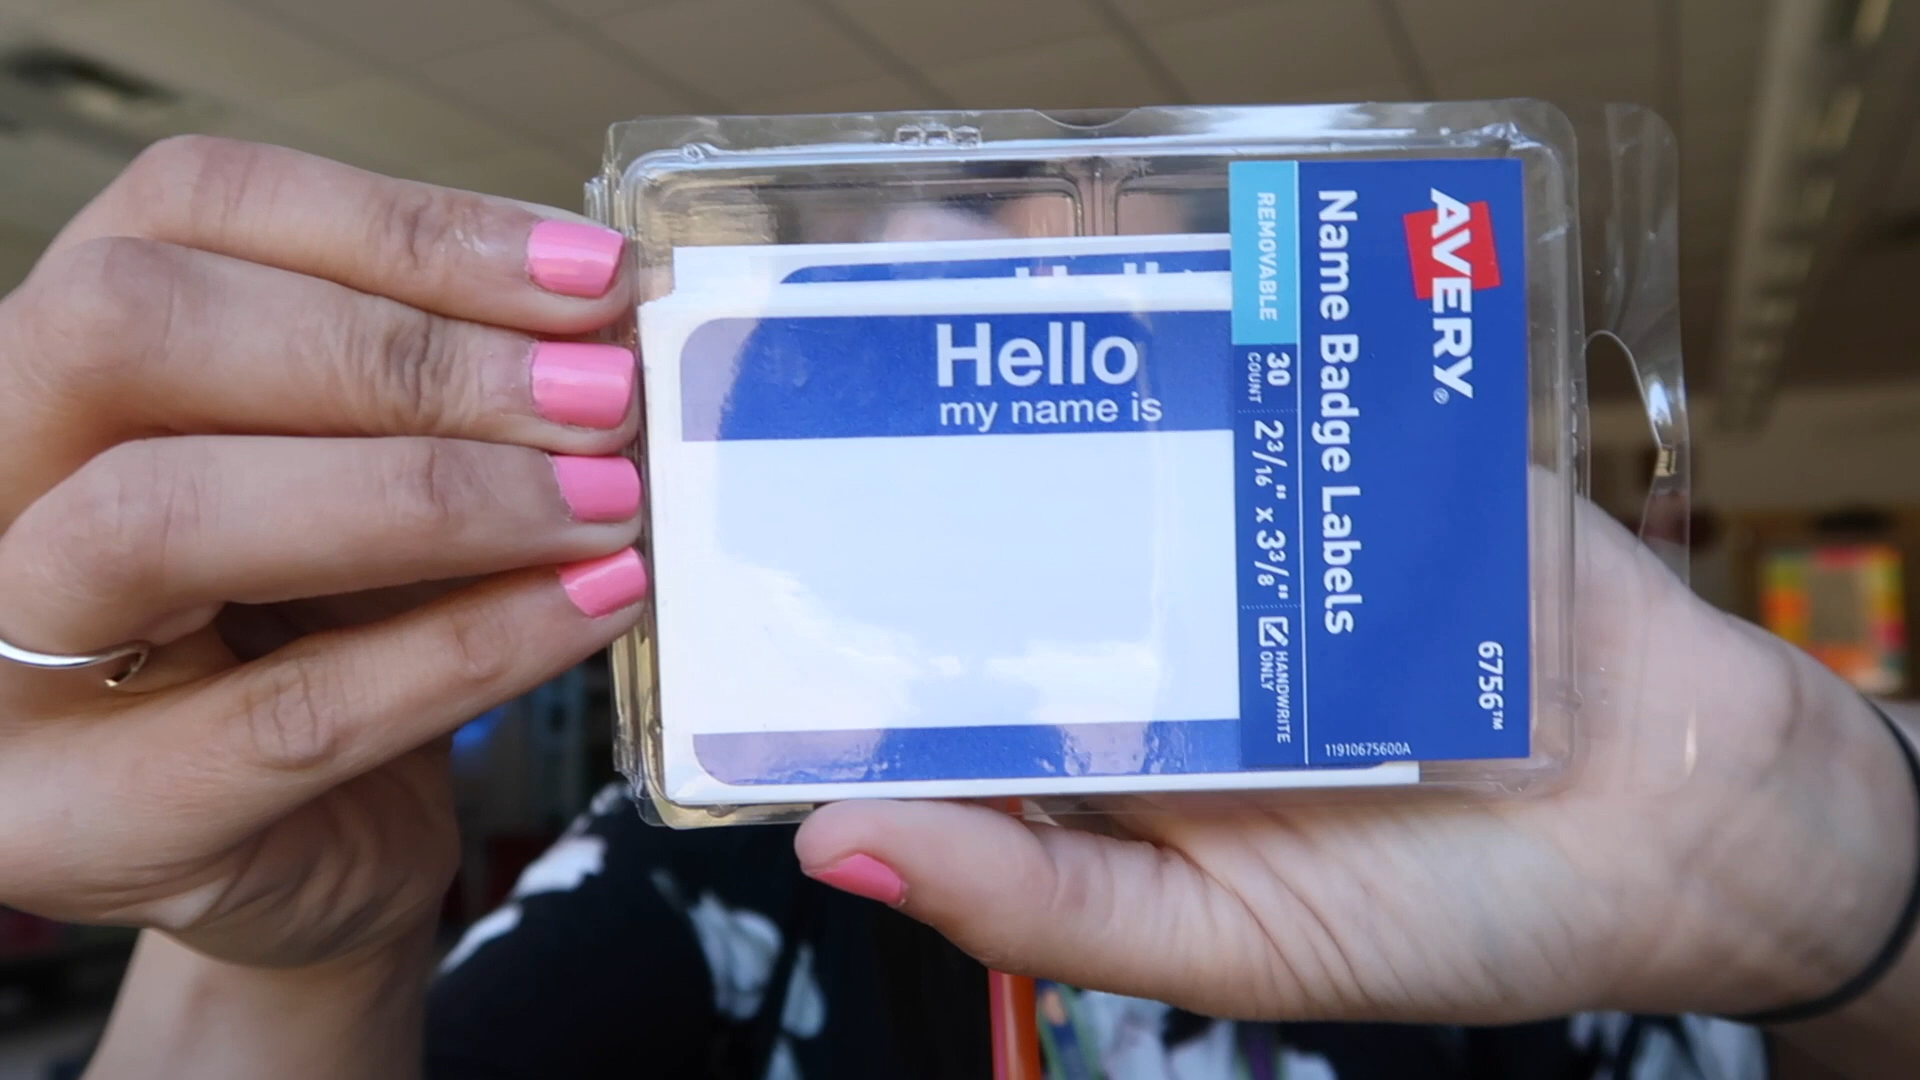 Hello
Hello
my name is
AVERY®
6756™
Name Badge Labels
REMOVABLE
30
COUNT
2 3/16" x 3 3/8"
HANDWRITE
ONLY
11910675600A